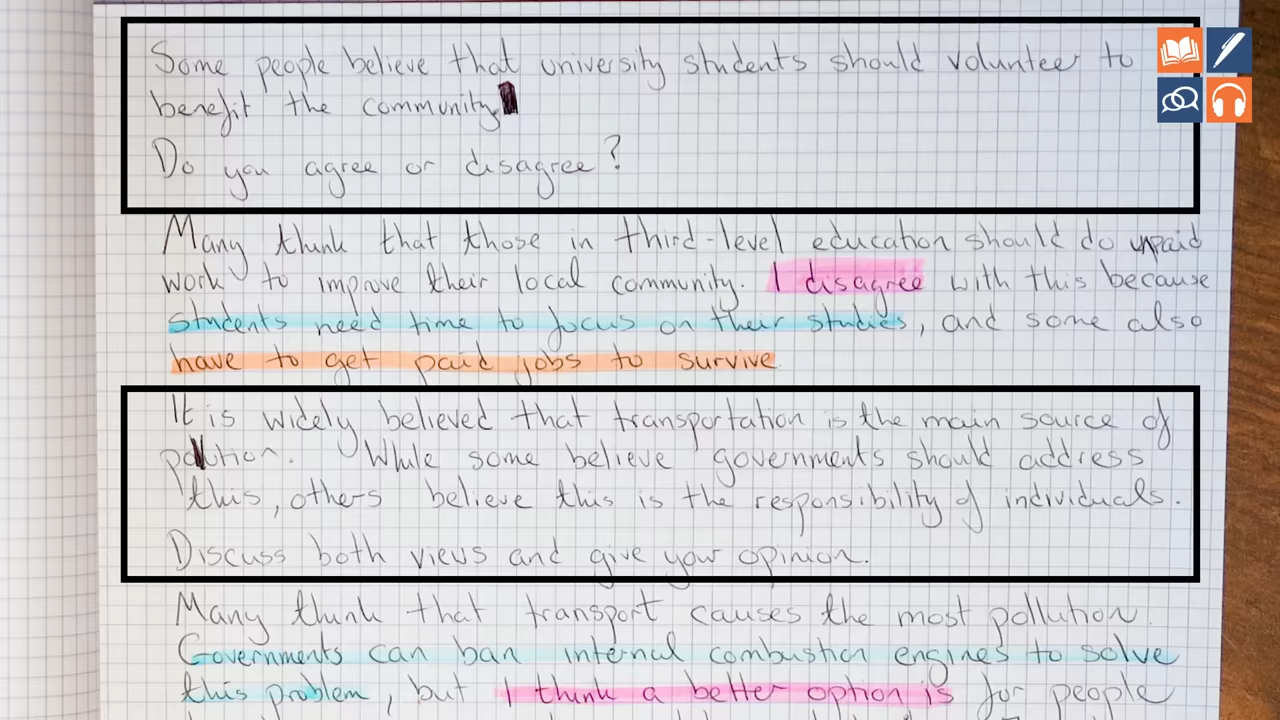 Some people believe that university students should volunteer to
benefit the community
Do you agree or disagree?
Many think that those in third-level education should do unpaid
work to improve their local community. I disagree with this because
students need time to focus on their studies, and some also
have to get paid jobs to survive.
It is widely believed that transportation is the main source of
pollution. While some believe governments should address
this, others believe this is the responsibility of individuals.
Discuss both views and give your opinion.
Many think that transport causes the most pollution.
Governments can ban internal combustion engines to solve
this problem, but I think a better option is for people